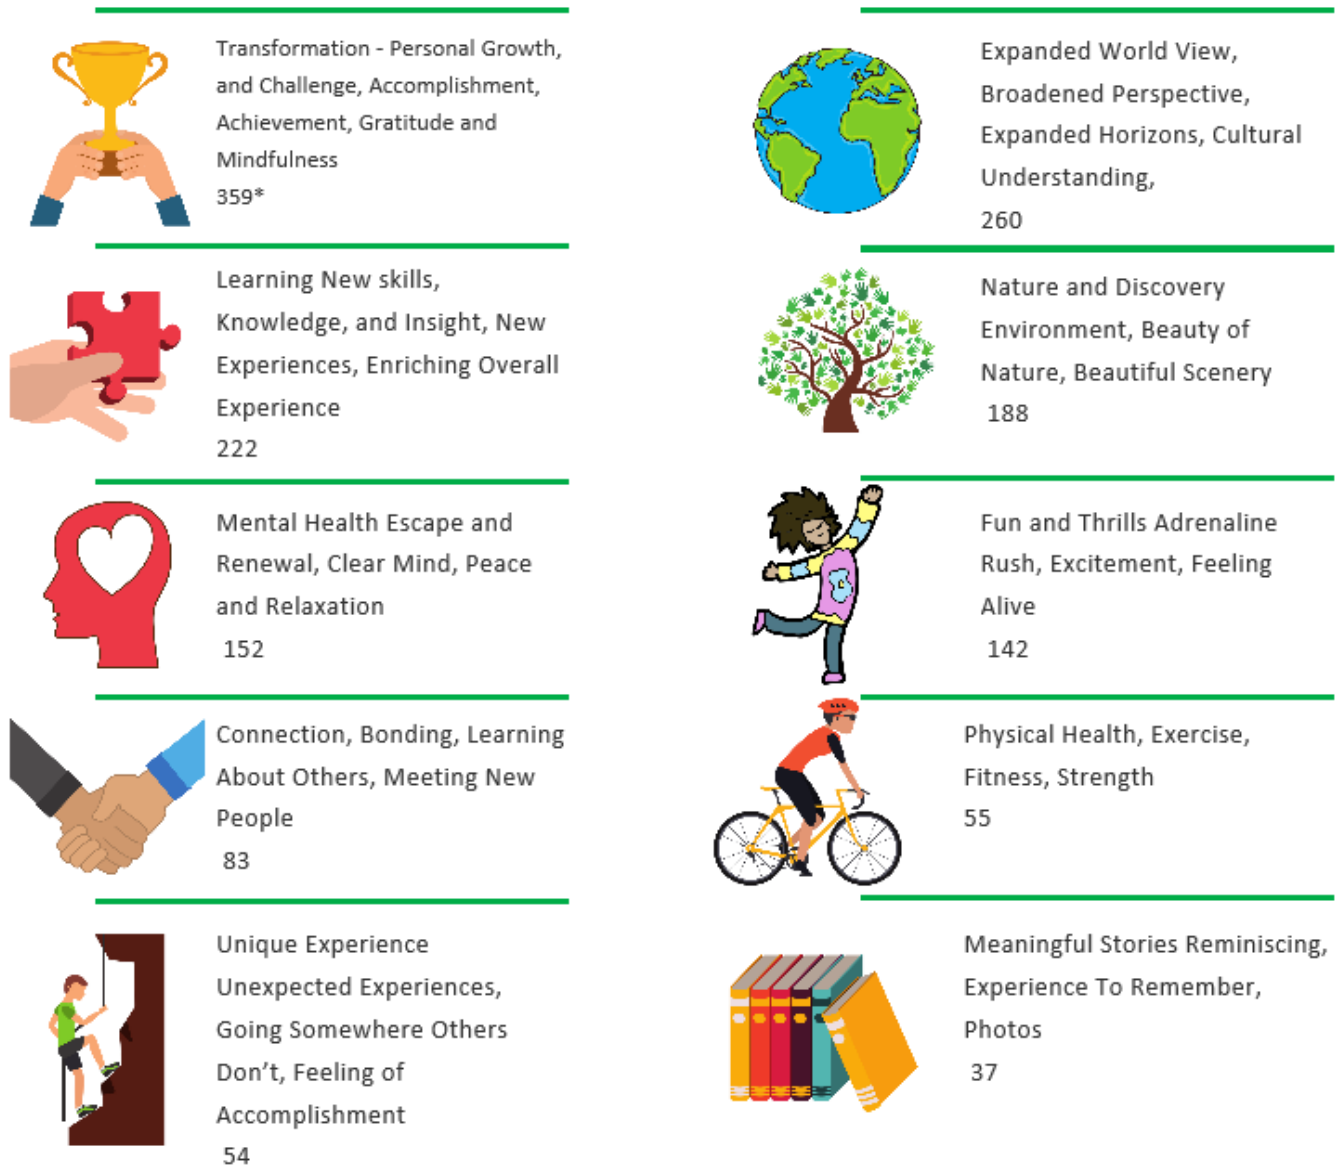 Transformation - Personal Growth,
and Challenge, Accomplishment,
Achievement, Gratitude and
Mindfulness
359*
Expanded World View,
Broadened Perspective,
Expanded Horizons, Cultural
Understanding,
260
Learning New skills,
Knowledge, and Insight, New
Experiences, Enriching Overall
Experience
222
Nature and Discovery
Environment, Beauty of
Nature, Beautiful Scenery
188
Mental Health Escape and
Renewal, Clear Mind, Peace
and Relaxation
152
Fun and Thrills Adrenaline
Rush, Excitement, Feeling
Alive
142
Connection, Bonding, Learning
About Others, Meeting New
People
83
Physical Health, Exercise,
Fitness, Strength
55
Unique Experience
Unexpected Experiences,
Going Somewhere Others
Don’t, Feeling of
Accomplishment
54
Meaningful Stories Reminiscing,
Experience To Remember,
Photos
37